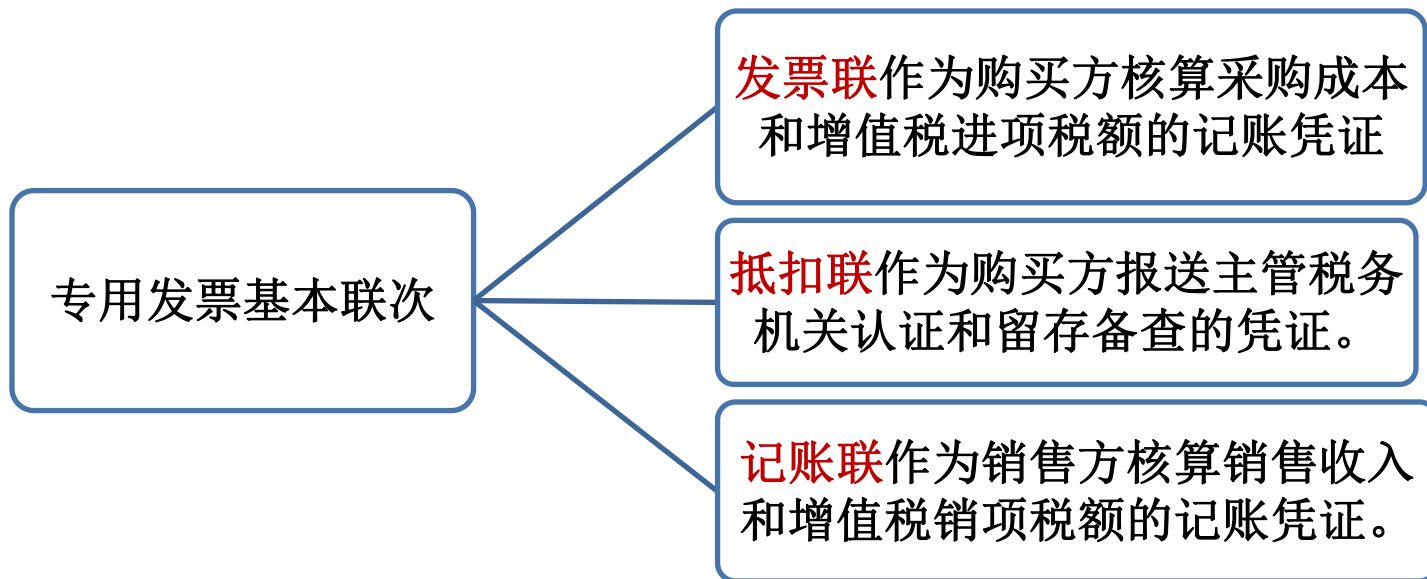 专用发票基本联次
发票联作为购买方核算采购成本
和增值税进项税额的记账凭证
抵扣联作为购买方报送主管税务
机关认证和留存备查的凭证。
记账联作为销售方核算销售收入
和增值税销项税额的记账凭证。